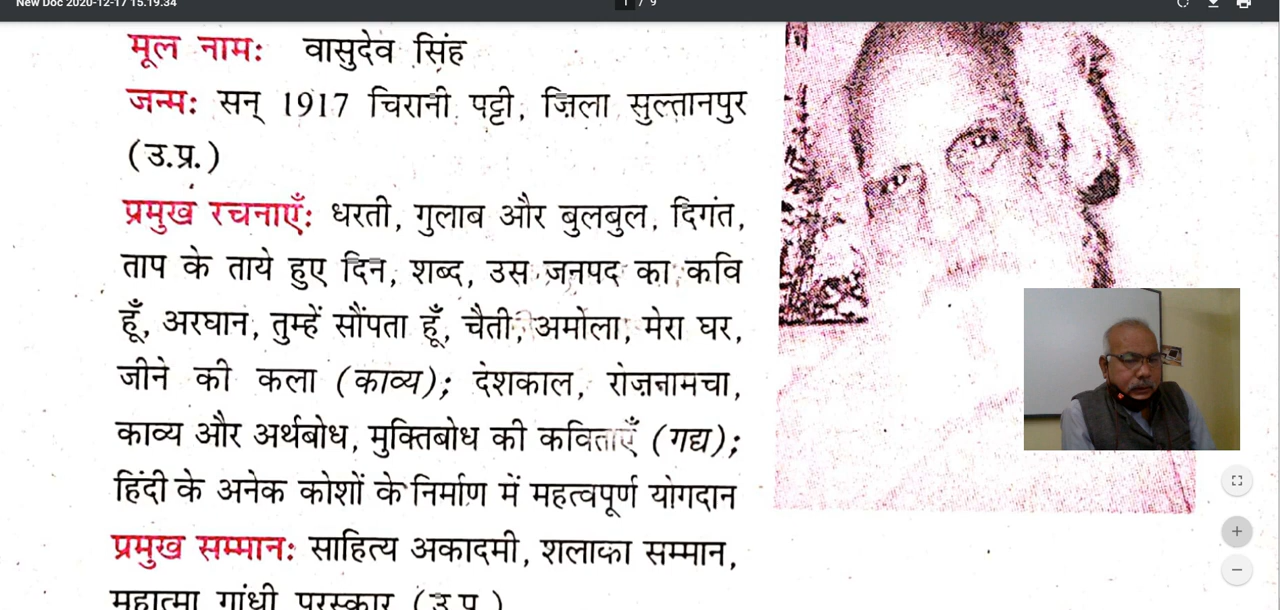 New Doc 2020-12-17 15.19.34
1 / 9
मूल नाम: वासुदेव सिंह
जन्म: सन् 1917 चिरानी पट्टी, ज़िला सुल्तानपुर
(उ.प्र.)
प्रमुख रचनाएँ: धरती, गुलाब और बुलबुल, दिगंत,
ताप के ताये हुए दिन, शब्द, उस जनपद का कवि
हूँ, अरघान, तुम्हें सौंपता हूँ, चैती, अमोला, मेरा घर,
जीने की कला (काव्य); देशकाल, रोज़नामचा,
काव्य और अर्थबोध, मुक्तिबोध की कविताएँ (गद्य);
हिंदी के अनेक कोशों के निर्माण में महत्वपूर्ण योगदान
प्रमुख सम्मान: साहित्य अकादमी, शलाका सम्मान,
महात्मा गांधी पुरस्कार (उ.प्र.)